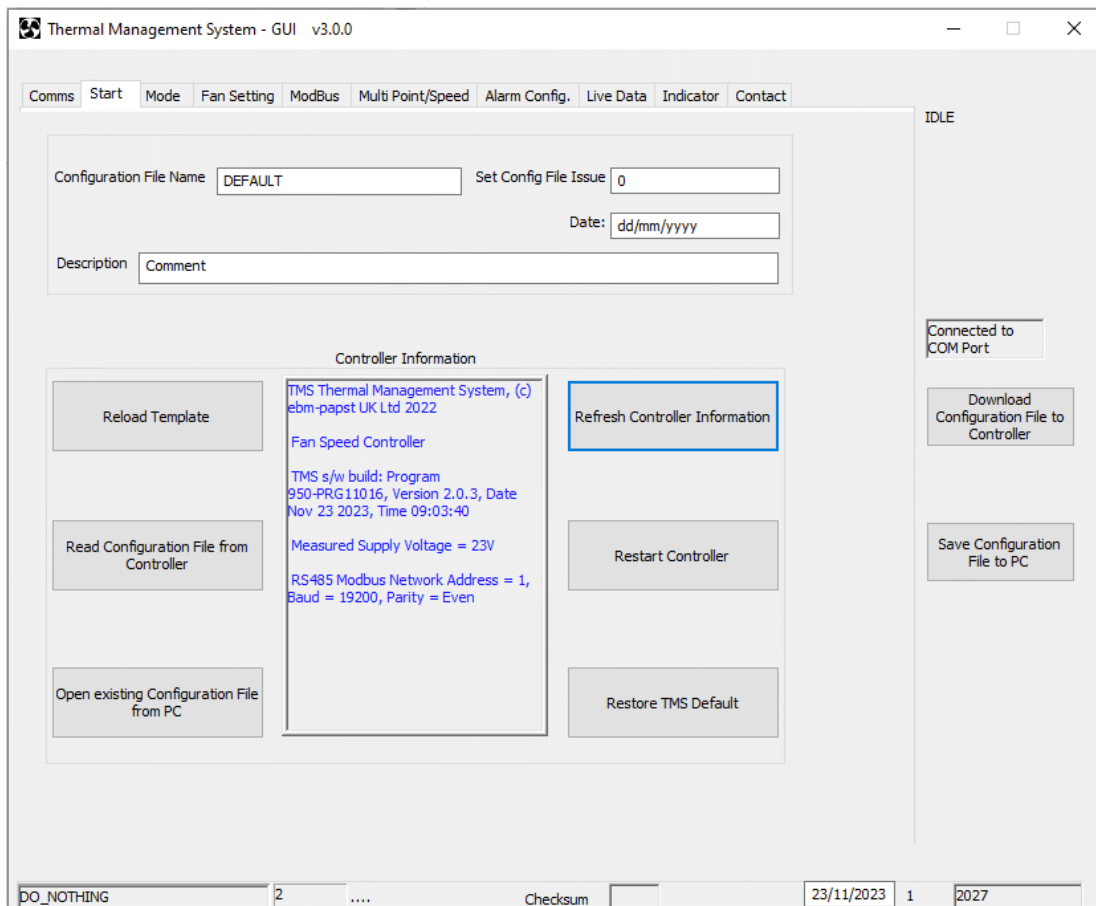 Thermal Management System - GUI v3.0.0
Comms Start Mode Fan Setting ModBus Multi Point/Speed Alarm Config. Live Data Indicator Contact
IDLE
Configuration File Name DEFAULT Set Config File Issue 0
Date: dd/mm/yyyy
Description Comment
Connected to
COM Port
Controller Information
Reload Template
TMS Thermal Management System, (c)
ebm-papst UK Ltd 2022
Fan Speed Controller
TMS s/w build: Program
950-PRG11016, Version 2.0.3, Date
Nov 23 2023, Time 09:03:40
Measured Supply Voltage = 23V
RS485 Modbus Network Address = 1,
Baud = 19200, Parity = Even
Refresh Controller Information
Download
Configuration File to
Controller
Read Configuration File from
Controller
Restart Controller
Save Configuration
File to PC
Open existing Configuration File
from PC
Restore TMS Default
DO_NOTHING 2 .... Checksum 23/11/2023 1 2027